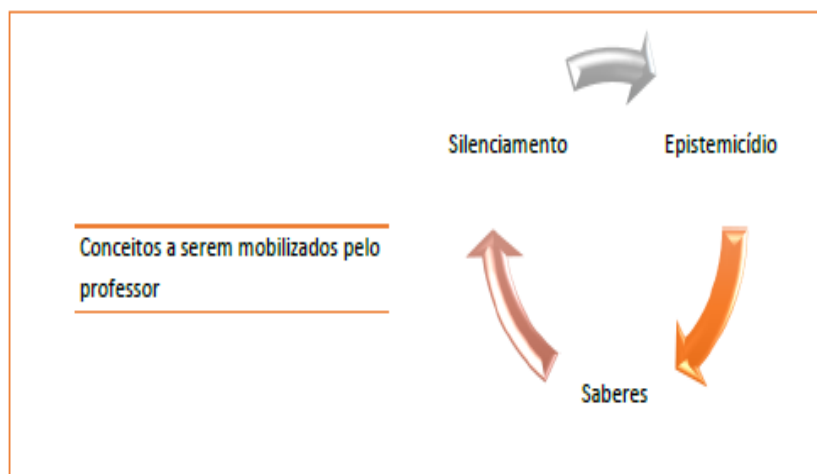 Silenciamento
Epistemicídio
Conceitos a serem mobilizados pelo
professor
Saberes